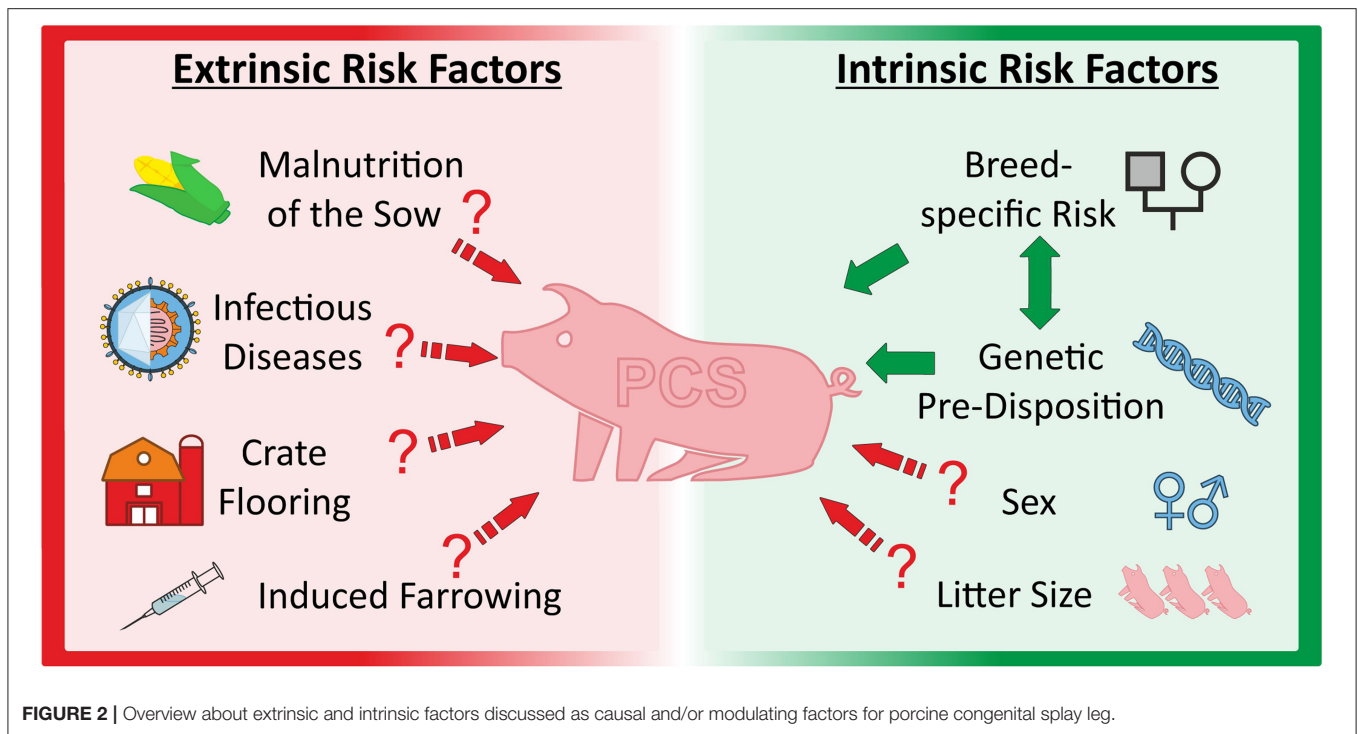 Extrinsic Risk Factors
Malnutrition
of the Sow
?
Infectious
Diseases
?
Crate
Flooring
?
Induced Farrowing
?
PCS
Intrinsic Risk Factors
Breed-
specific Risk
Genetic
Pre-Disposition
Sex
?
Litter Size
?
FIGURE 2 | Overview about extrinsic and intrinsic factors discussed as causal and/or modulating factors for porcine congenital splay leg.